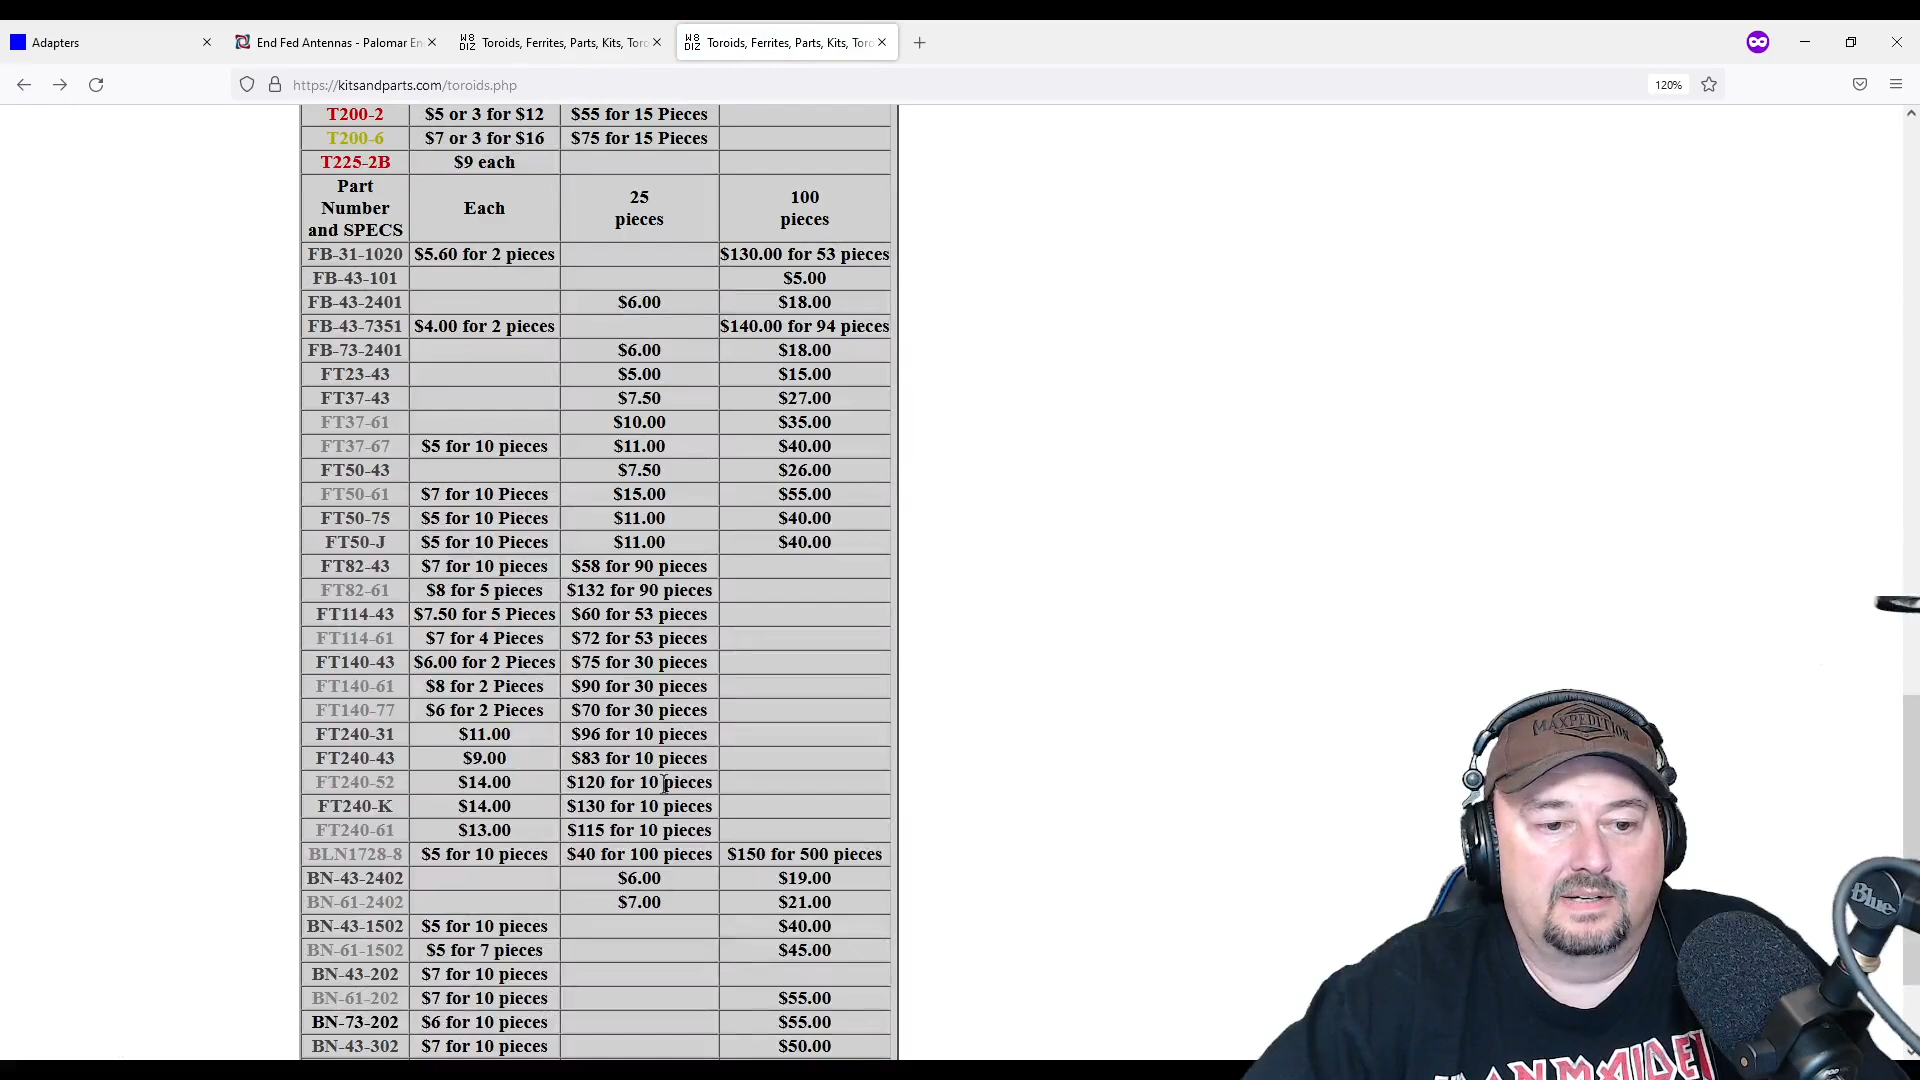 Adapters
End Fed Antennas - Palomar En
W8 DIZ
Toroids, Ferrites, Parts, Kits, Toro
W8 DIZ
Toroids, Ferrites, Parts, Kits, Toro
https://kitsandparts.com/toroids.php
120%
T200-2 $5 or 3 for $12 $55 for 15 Pieces
T200-6 $7 or 3 for $16 $75 for 15 Pieces
T225-2B $9 each
Part Number and SPECS Each 25 pieces 100 pieces
FB-31-1020 $5.60 for 2 pieces $130.00 for 53 pieces
FB-43-101 $5.00
FB-43-2401 $6.00 $18.00
FB-43-7351 $4.00 for 2 pieces $140.00 for 94 pieces
FB-73-2401 $6.00 $18.00
FT23-43 $5.00 $15.00
FT37-43 $7.50 $27.00
FT37-61 $10.00 $35.00
FT37-67 $5 for 10 pieces $11.00 $40.00
FT50-43 $7.50 $26.00
FT50-61 $7 for 10 Pieces $15.00 $55.00
FT50-75 $5 for 10 Pieces $11.00 $40.00
FT50-J $5 for 10 Pieces $11.00 $40.00
FT82-43 $7 for 10 pieces $58 for 90 pieces
FT82-61 $8 for 5 pieces $132 for 90 pieces
FT114-43 $7.50 for 5 Pieces $60 for 53 pieces
FT114-61 $7 for 4 Pieces $72 for 53 pieces
FT140-43 $6.00 for 2 Pieces $75 for 30 pieces
FT140-61 $8 for 2 Pieces $90 for 30 pieces
FT140-77 $6 for 2 Pieces $70 for 30 pieces
FT240-31 $11.00 $96 for 10 pieces
FT240-43 $9.00 $83 for 10 pieces
FT240-52 $14.00 $120 for 10 pieces
FT240-K $14.00 $130 for 10 pieces
FT240-61 $13.00 $115 for 10 pieces
BLN1728-8 $5 for 10 pieces $40 for 100 pieces $150 for 500 pieces
BN-43-2402 $6.00 $19.00
BN-61-2402 $7.00 $21.00
BN-43-1502 $5 for 10 pieces $40.00
BN-61-1502 $5 for 7 pieces $45.00
BN-43-202 $7 for 10 pieces
BN-61-202 $7 for 10 pieces $55.00
BN-73-202 $6 for 10 pieces $55.00
BN-43-302 $7 for 10 pieces $50.00
MAXPEDITION
Blue